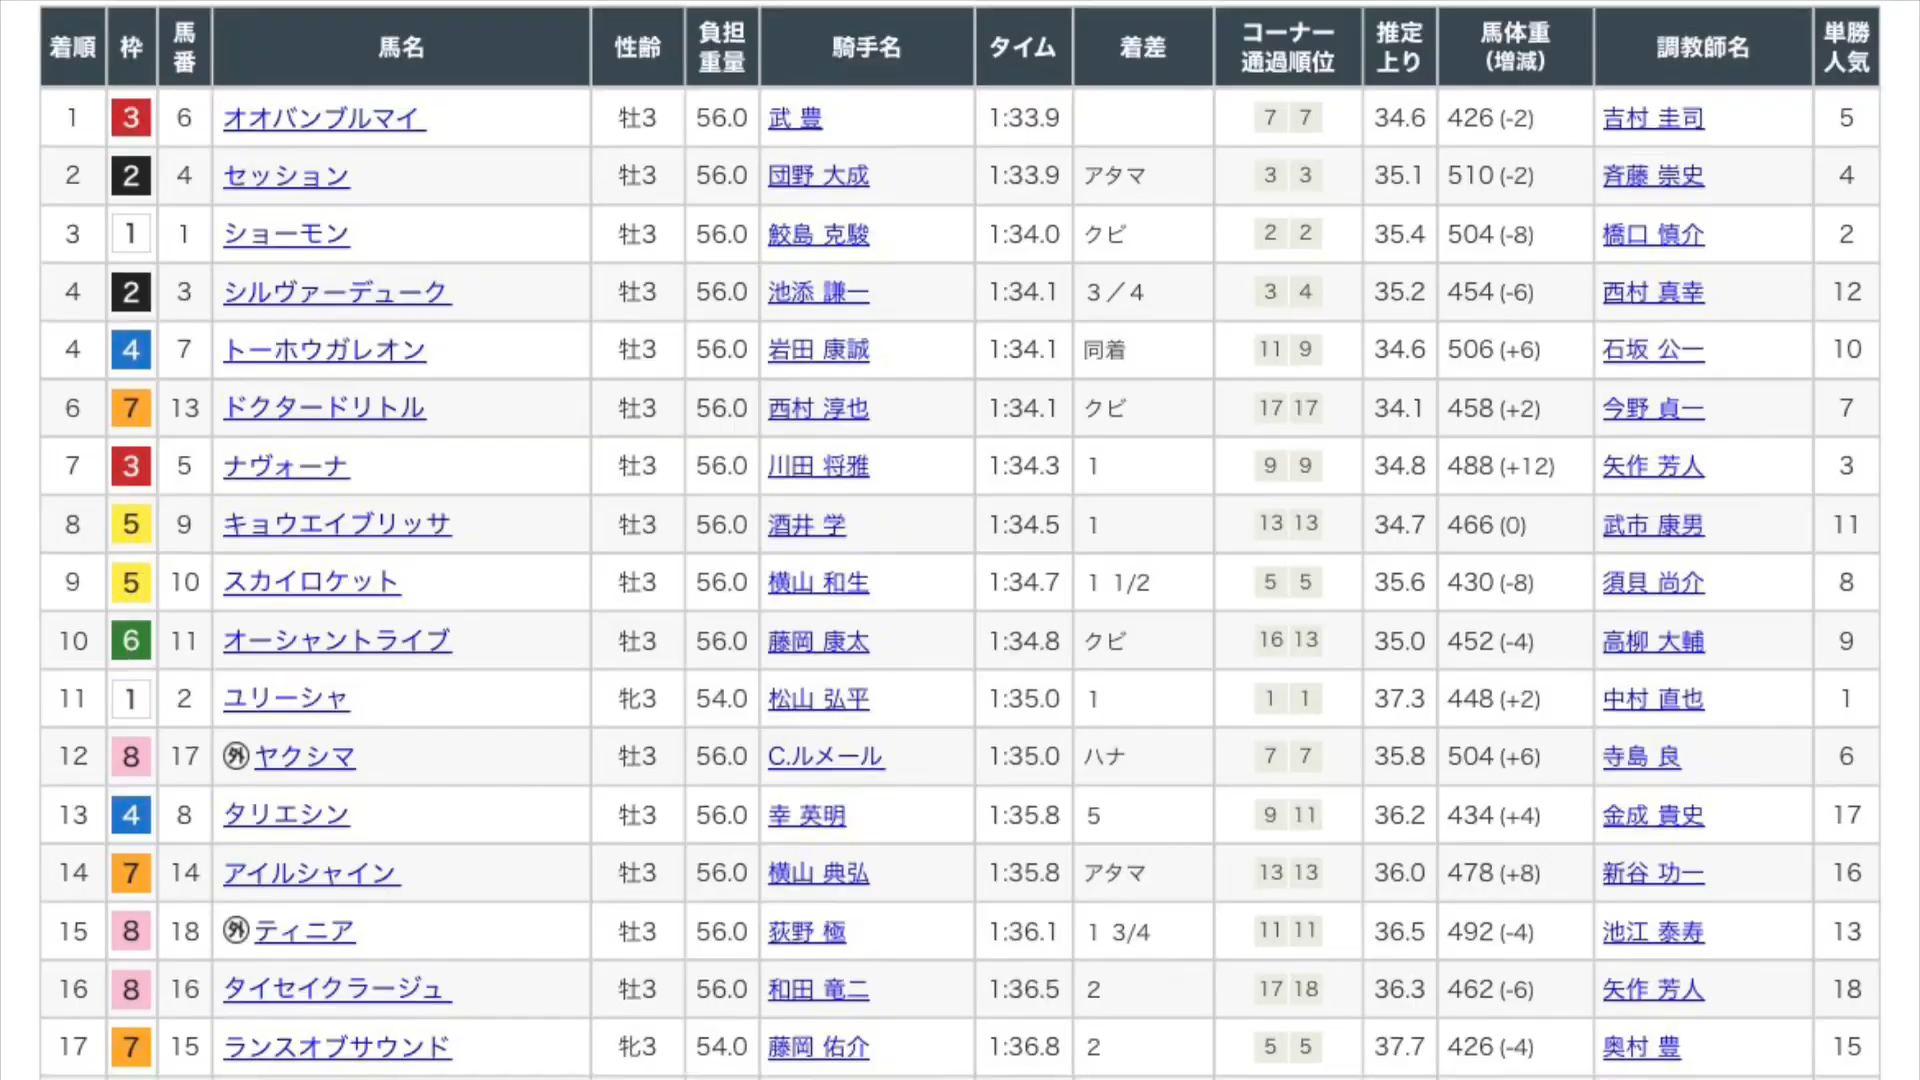 着順 枠 馬番 馬名 性齢 負担重量 騎手名 タイム 着差 コーナー通過順位 推定上り 馬体重(増減) 調教師名 単勝人気
1 3 6 オオバンブルマイ 牡3 56.0 武 豊 1:33.9 7 7 34.6 426 (-2) 吉村 圭司 5
2 2 4 セッション 牡3 56.0 団野 大成 1:33.9 アタマ 3 3 35.1 510 (-2) 斉藤 崇史 4
3 1 1 ショーモン 牡3 56.0 鮫島 克駿 1:34.0 クビ 2 2 35.4 504 (-8) 橋口 慎介 2
4 2 3 シルヴァーデューク 牡3 56.0 池添 謙一 1:34.1 3／4 3 4 35.2 454 (-6) 西村 真幸 12
4 4 7 トーホウガレオン 牡3 56.0 岩田 康誠 1:34.1 同着 11 9 34.6 506 (+6) 石坂 公一 10
6 7 13 ドクタードリトル 牡3 56.0 西村 淳也 1:34.1 クビ 17 17 34.1 458 (+2) 今野 貞一 7
7 3 5 ナヴォーナ 牡3 56.0 川田 将雅 1:34.3 1 9 9 34.8 488 (+12) 矢作 芳人 3
8 5 9 キョウエイブリッサ 牡3 56.0 酒井 学 1:34.5 1 13 13 34.7 466 (0) 武市 康男 11
9 5 10 スカイロケット 牡3 56.0 横山 和生 1:34.7 1 1/2 5 5 35.6 430 (-8) 須貝 尚介 8
10 6 11 オーシャントライブ 牡3 56.0 藤岡 康太 1:34.8 クビ 16 13 35.0 452 (-4) 高柳 大輔 9
11 1 2 ユリーシャ 牝3 54.0 松山 弘平 1:35.0 1 1 1 37.3 448 (+2) 中村 直也 1
12 8 17 外 ヤクシマ 牡3 56.0 C.ルメール 1:35.0 ハナ 7 7 35.8 504 (+6) 寺島 良 6
13 4 8 タリエシン 牡3 56.0 幸 英明 1:35.8 5 9 11 36.2 434 (+4) 金成 貴史 17
14 7 14 アイルシャイン 牡3 56.0 横山 典弘 1:35.8 アタマ 13 13 36.0 478 (+8) 新谷 功一 16
15 8 18 外 ティニア 牡3 56.0 荻野 極 1:36.1 1 3/4 11 11 36.5 492 (-4) 池江 泰寿 13
16 8 16 タイセイクラージュ 牡3 56.0 和田 竜二 1:36.5 2 17 18 36.3 462 (-6) 矢作 芳人 18
17 7 15 ランスオブサウンド 牝3 54.0 藤岡 佑介 1:36.8 2 5 5 37.7 426 (-4) 奥村 豊 15